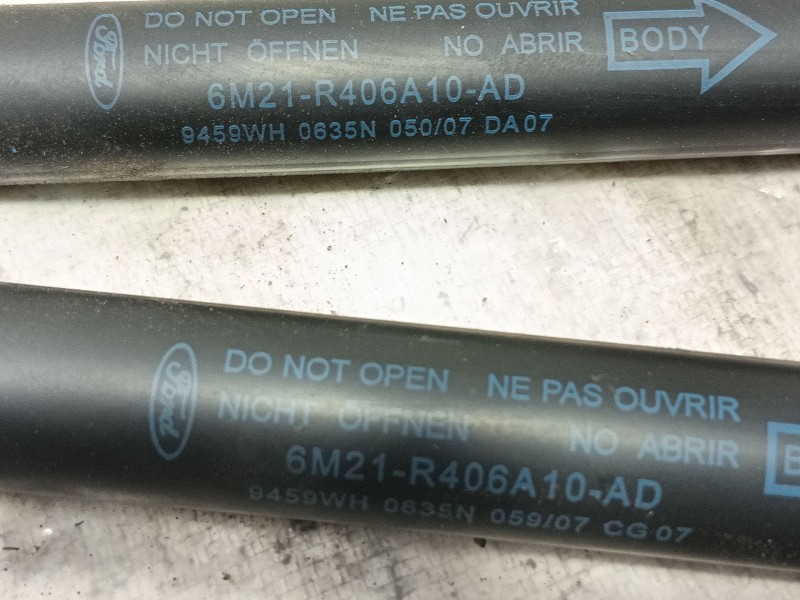 Ford
DO NOT OPEN NE PAS OUVRIR
NICHT ÖFFNEN NO ABRIR
BODY
6M21-R406A10-AD
9459WH 0635N 050/07 DA07
Ford
DO NOT OPEN NE PAS OUVRIR
NICHT ÖFFNEN NO ABRIR
B
6M21-R406A10-AD
9459WH 0635N 059/07 CG07